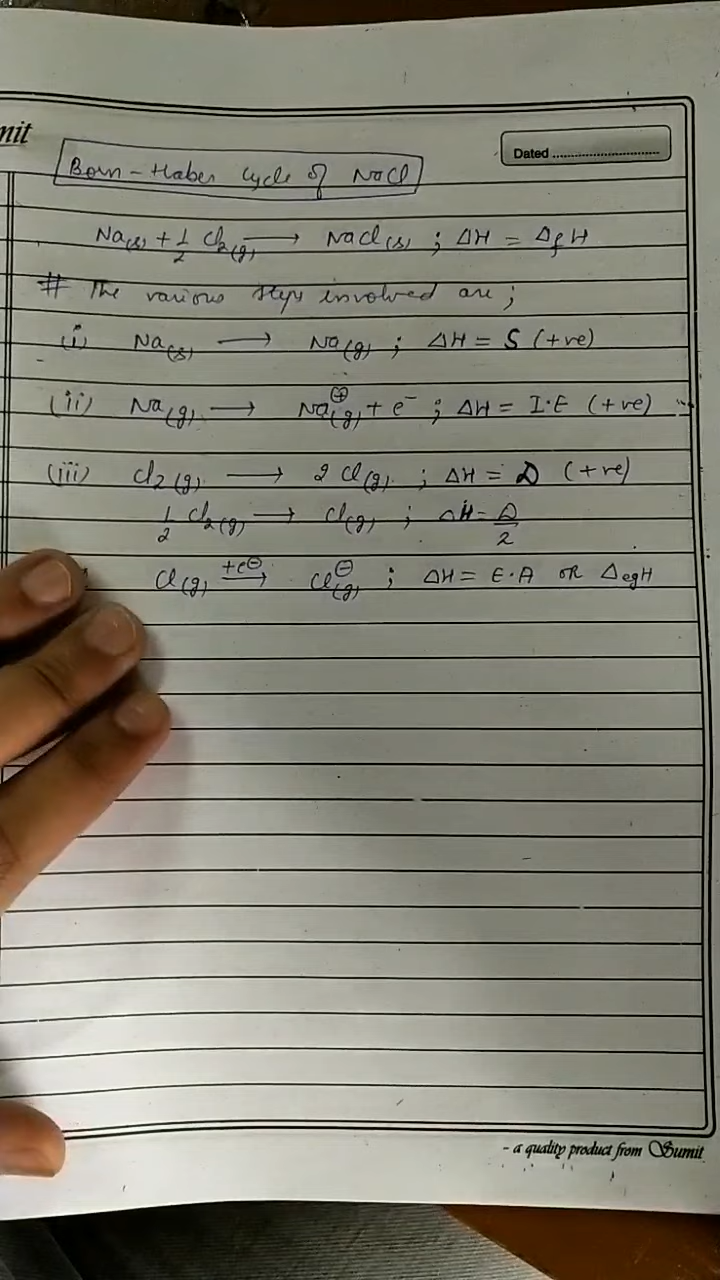 nit
Dated
Born-Haber Cycle of NaCl
Na(s) + 1/2 Cl2(g) ⟶ NaCl(s) ; ΔH = ΔfH
# The various steps involved are ;
(i) Na(s) ⟶ Na(g) ; ΔH = S (+ve)
(ii) Na(g) ⟶ Na⊕(g) + e⁻ ; ΔH = I.E (+ve)
(iii) Cl2(g) ⟶ 2Cl(g) ; ΔH = D (+ve)
1/2 Cl2(g) ⟶ Cl(g) ; ΔH = D/2
Cl(g) +e⊖ ⟶ Cl⊖(g) ; ΔH = E.A OR ΔegH
- a quality product from Sumit